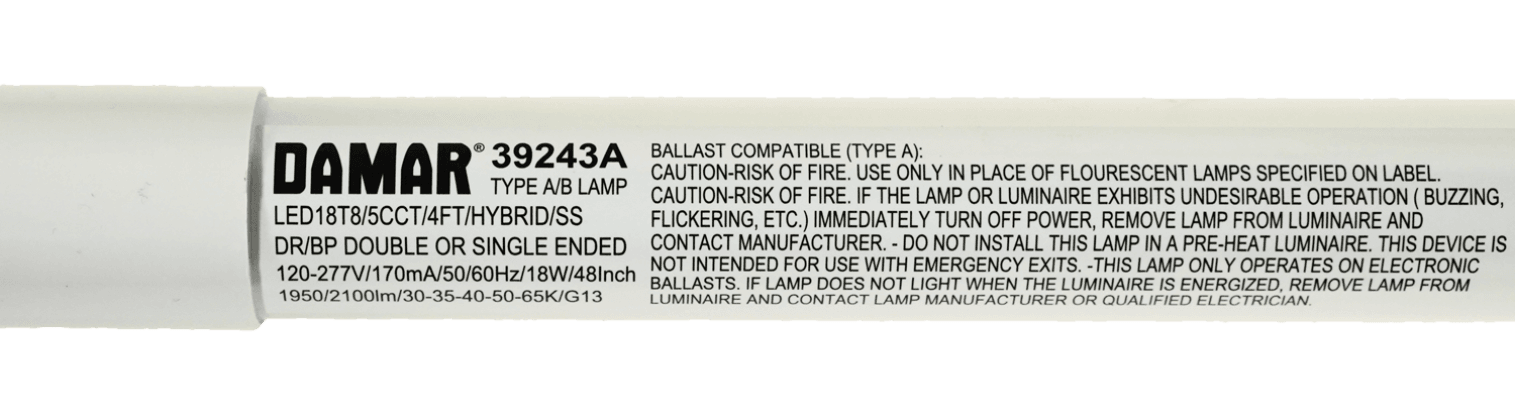 DAMAR® 39243A
TYPE A/B LAMP
LED18T8/5CCT/4FT/HYBRID/SS
DR/BP DOUBLE OR SINGLE ENDED
120-277V/170mA/50/60Hz/18W/48Inch
1950/2100lm/30-35-40-50-65K/G13
BALLAST COMPATIBLE (TYPE A):
CAUTION-RISK OF FIRE. USE ONLY IN PLACE OF FLOURESCENT LAMPS SPECIFIED ON LABEL.
CAUTION-RISK OF FIRE. IF THE LAMP OR LUMINAIRE EXHIBITS UNDESIRABLE OPERATION ( BUZZING,
FLICKERING, ETC.) IMMEDIATELY TURN OFF POWER, REMOVE LAMP FROM LUMINAIRE AND
CONTACT MANUFACTURER. - DO NOT INSTALL THIS LAMP IN A PRE-HEAT LUMINAIRE. THIS DEVICE IS
NOT INTENDED FOR USE WITH EMERGENCY EXITS. -THIS LAMP ONLY OPERATES ON ELECTRONIC
BALLASTS. IF LAMP DOES NOT LIGHT WHEN THE LUMINAIRE IS ENERGIZED, REMOVE LAMP FROM
LUMINAIRE AND CONTACT LAMP MANUFACTURER OR QUALIFIED ELECTRICIAN.